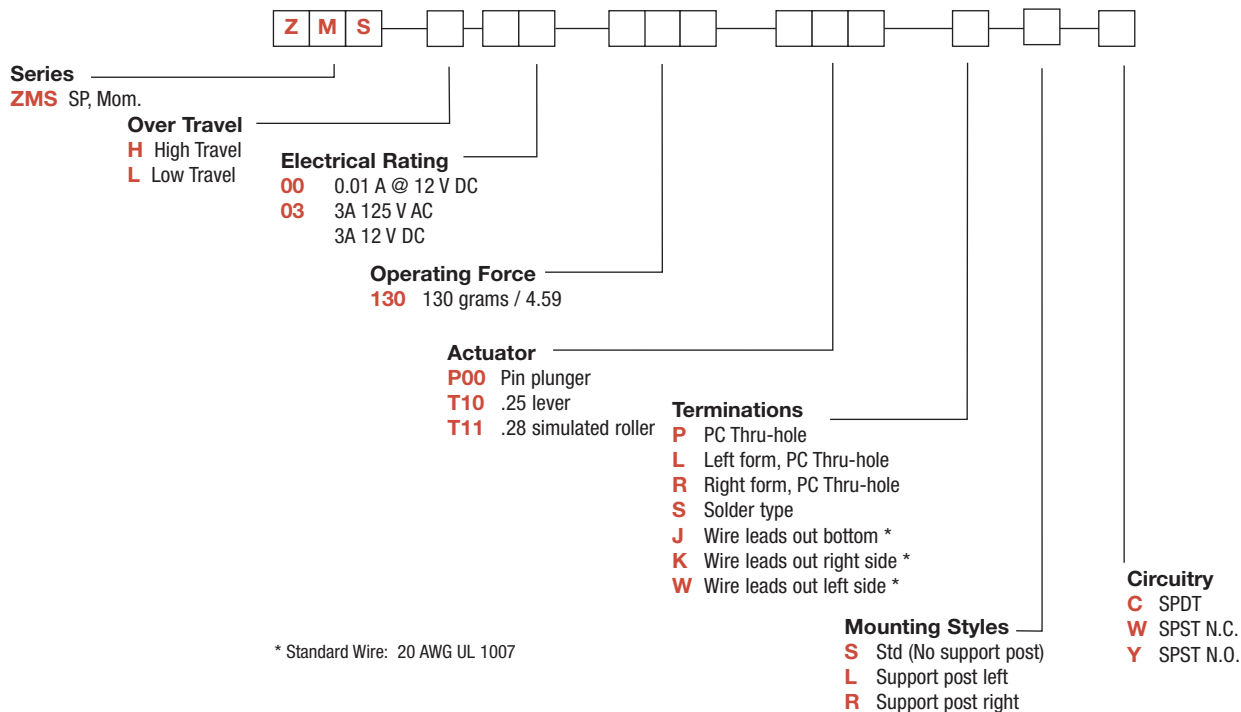 Z M S
Series
ZMS SP, Mom.
Over Travel
H High Travel
L Low Travel
Electrical Rating
00 0.01 A @ 12 V DC
03 3A 125 V AC
3A 12 V DC
Operating Force
130 130 grams / 4.59
Actuator
P00 Pin plunger
T10 .25 lever
T11 .28 simulated roller
Terminations
P PC Thru-hole
L Left form, PC Thru-hole
R Right form, PC Thru-hole
S Solder type
J Wire leads out bottom *
K Wire leads out right side *
W Wire leads out left side *
Mounting Styles
S Std (No support post)
L Support post left
R Support post right
Circuitry
C SPDT
W SPST N.C.
Y SPST N.O.
* Standard Wire: 20 AWG UL 1007